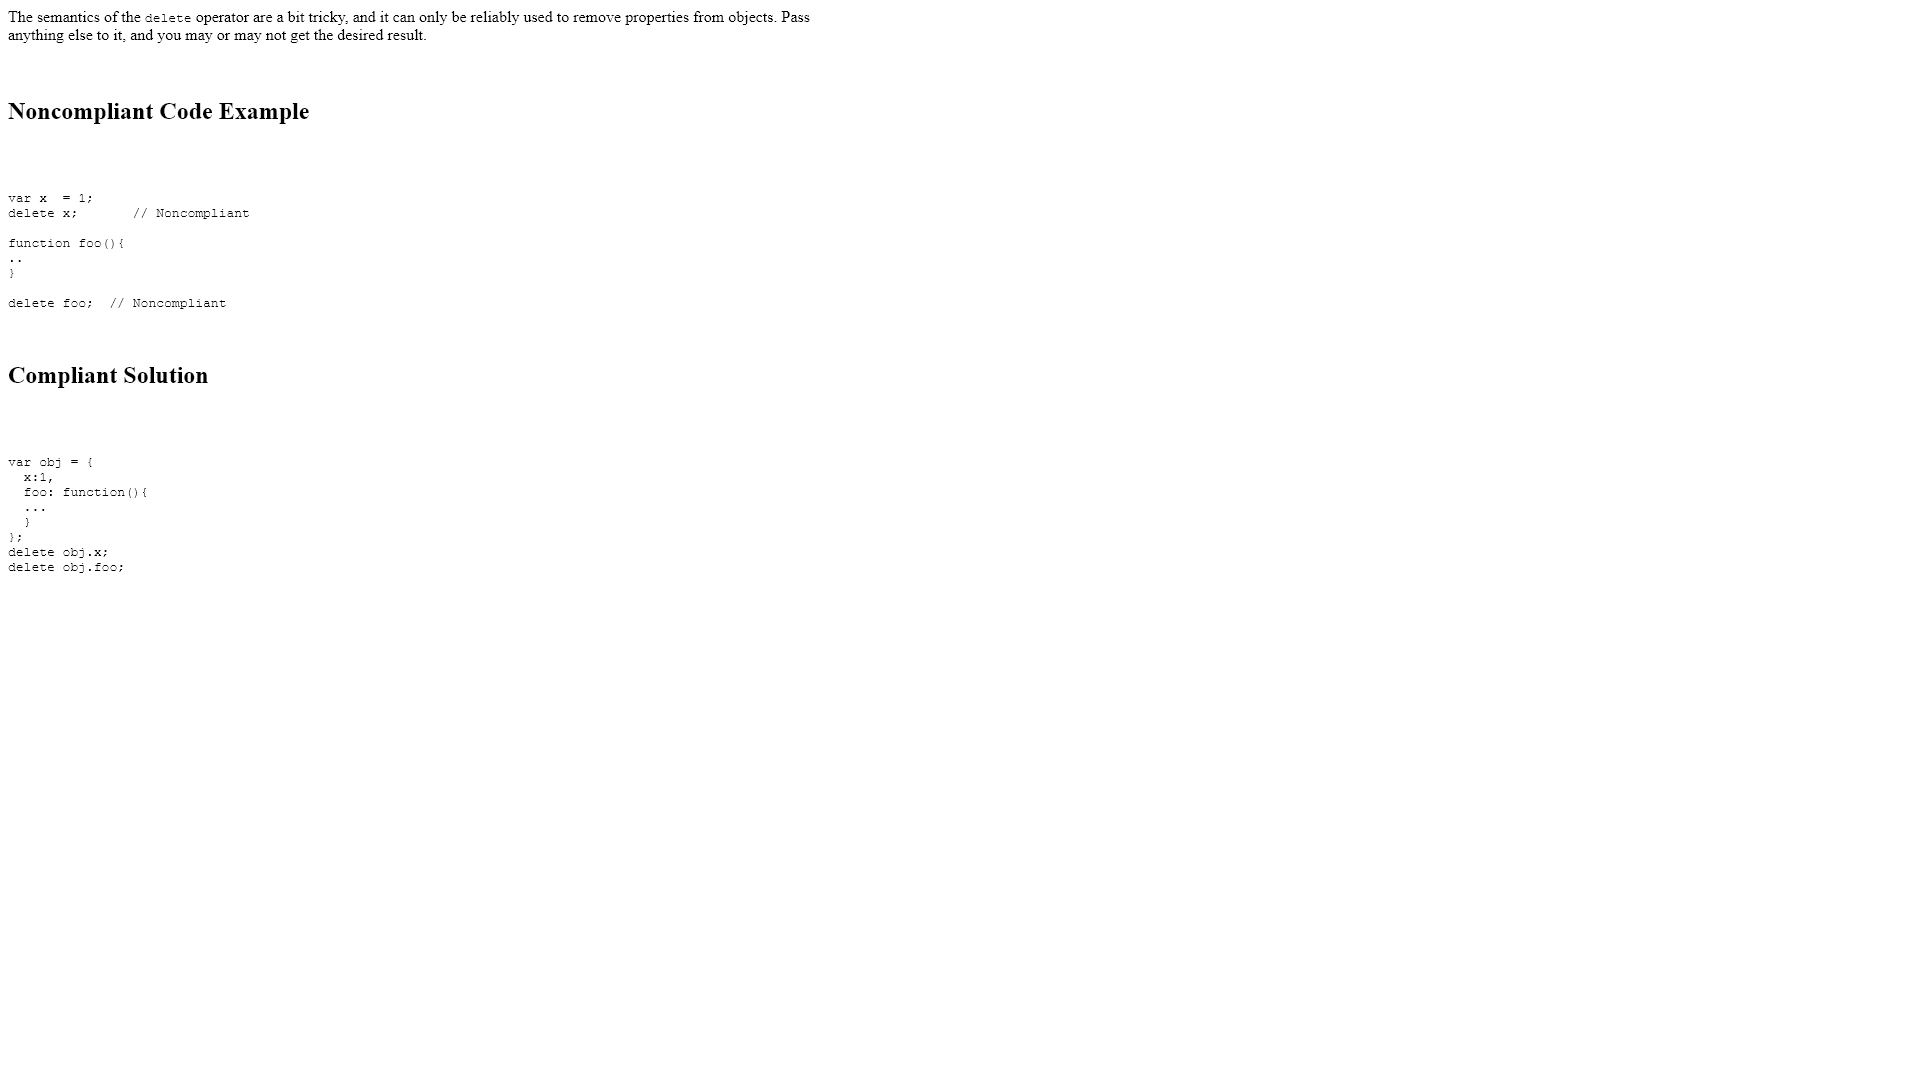 The semantics of the delete operator are a bit tricky, and it can only be reliably used to remove properties from objects. Pass
anything else to it, and you may or may not get the desired result.
Noncompliant Code Example
var x  = 1;
delete x;       // Noncompliant
function foo(){
..
}
delete foo;  // Noncompliant
Compliant Solution
var obj = {
  x:1,
  foo: function(){
  ...
  }
};
delete obj.x;
delete obj.foo;